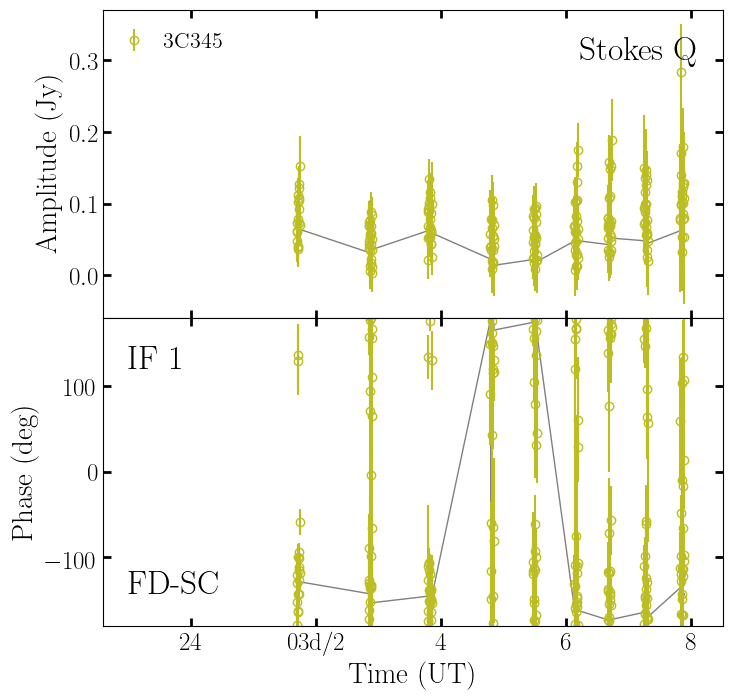 3C345
Stokes Q
Amplitude (Jy)
0.3
0.2
0.1
0.0
IF 1
FD-SC
Phase (deg)
100
0
−100
24 03d/2 4 6 8
Time (UT)